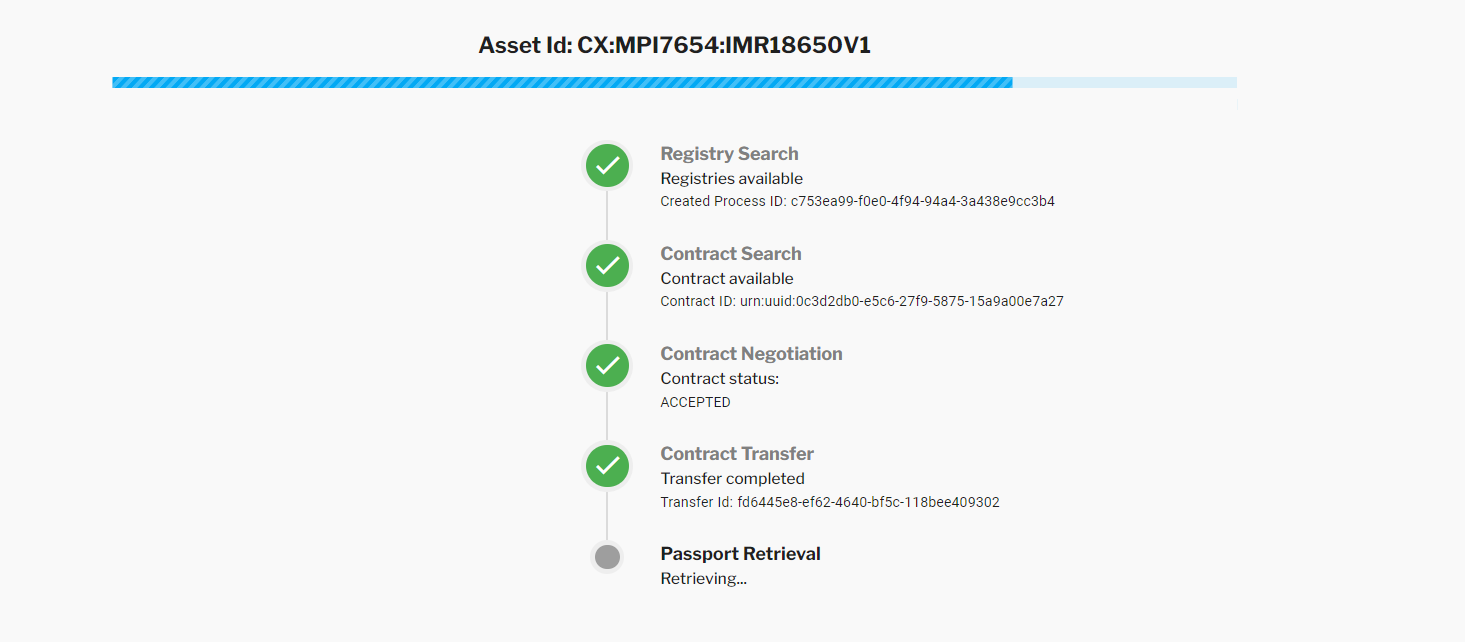 Asset Id: CX:MPI7654:IMR18650V1
Registry Search
Registries available
Created Process ID: c753ea99-f0e0-4f94-94a4-3a438e9cc3b4
Contract Search
Contract available
Contract ID: urn:uuid:0c3d2db0-e5c6-27f9-5875-15a9a00e7a27
Contract Negotiation
Contract status:
ACCEPTED
Contract Transfer
Transfer completed
Transfer Id: fd6445e8-ef62-4640-bf5c-118bee409302
Passport Retrieval
Retrieving...